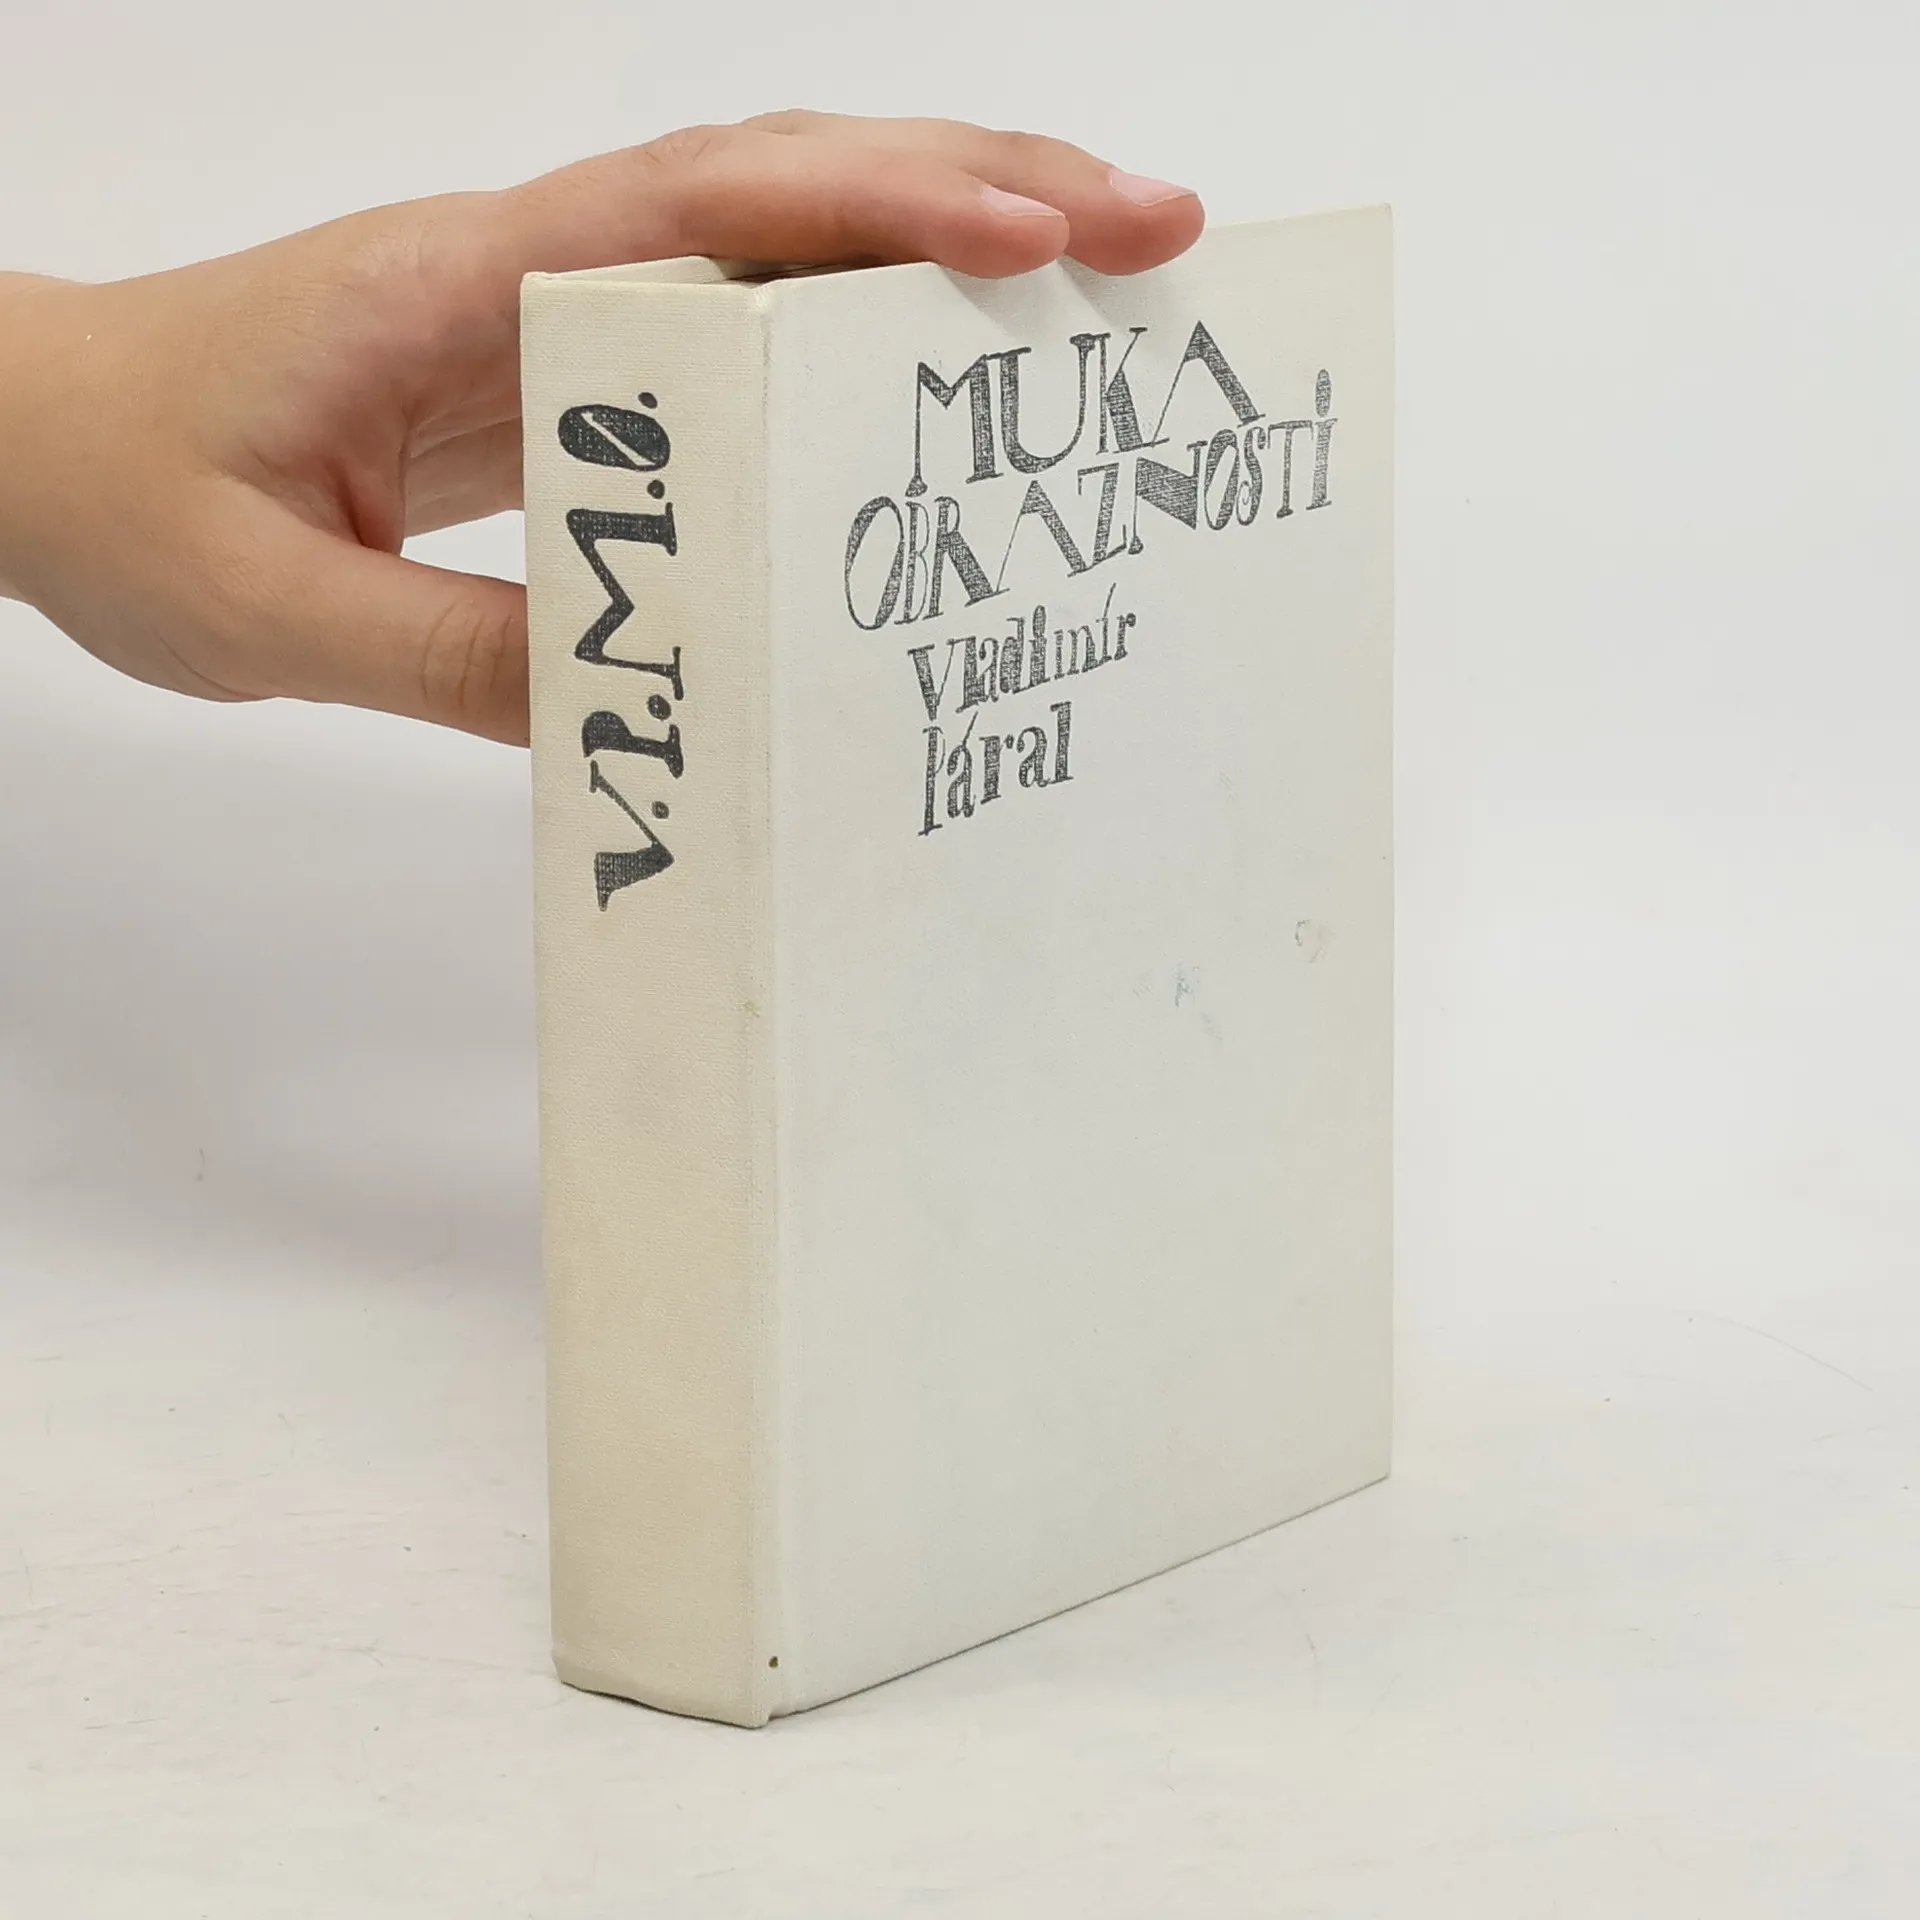 V.P.M.O.
MUKA
OBRAZNOSTi
Vladimír
Páral